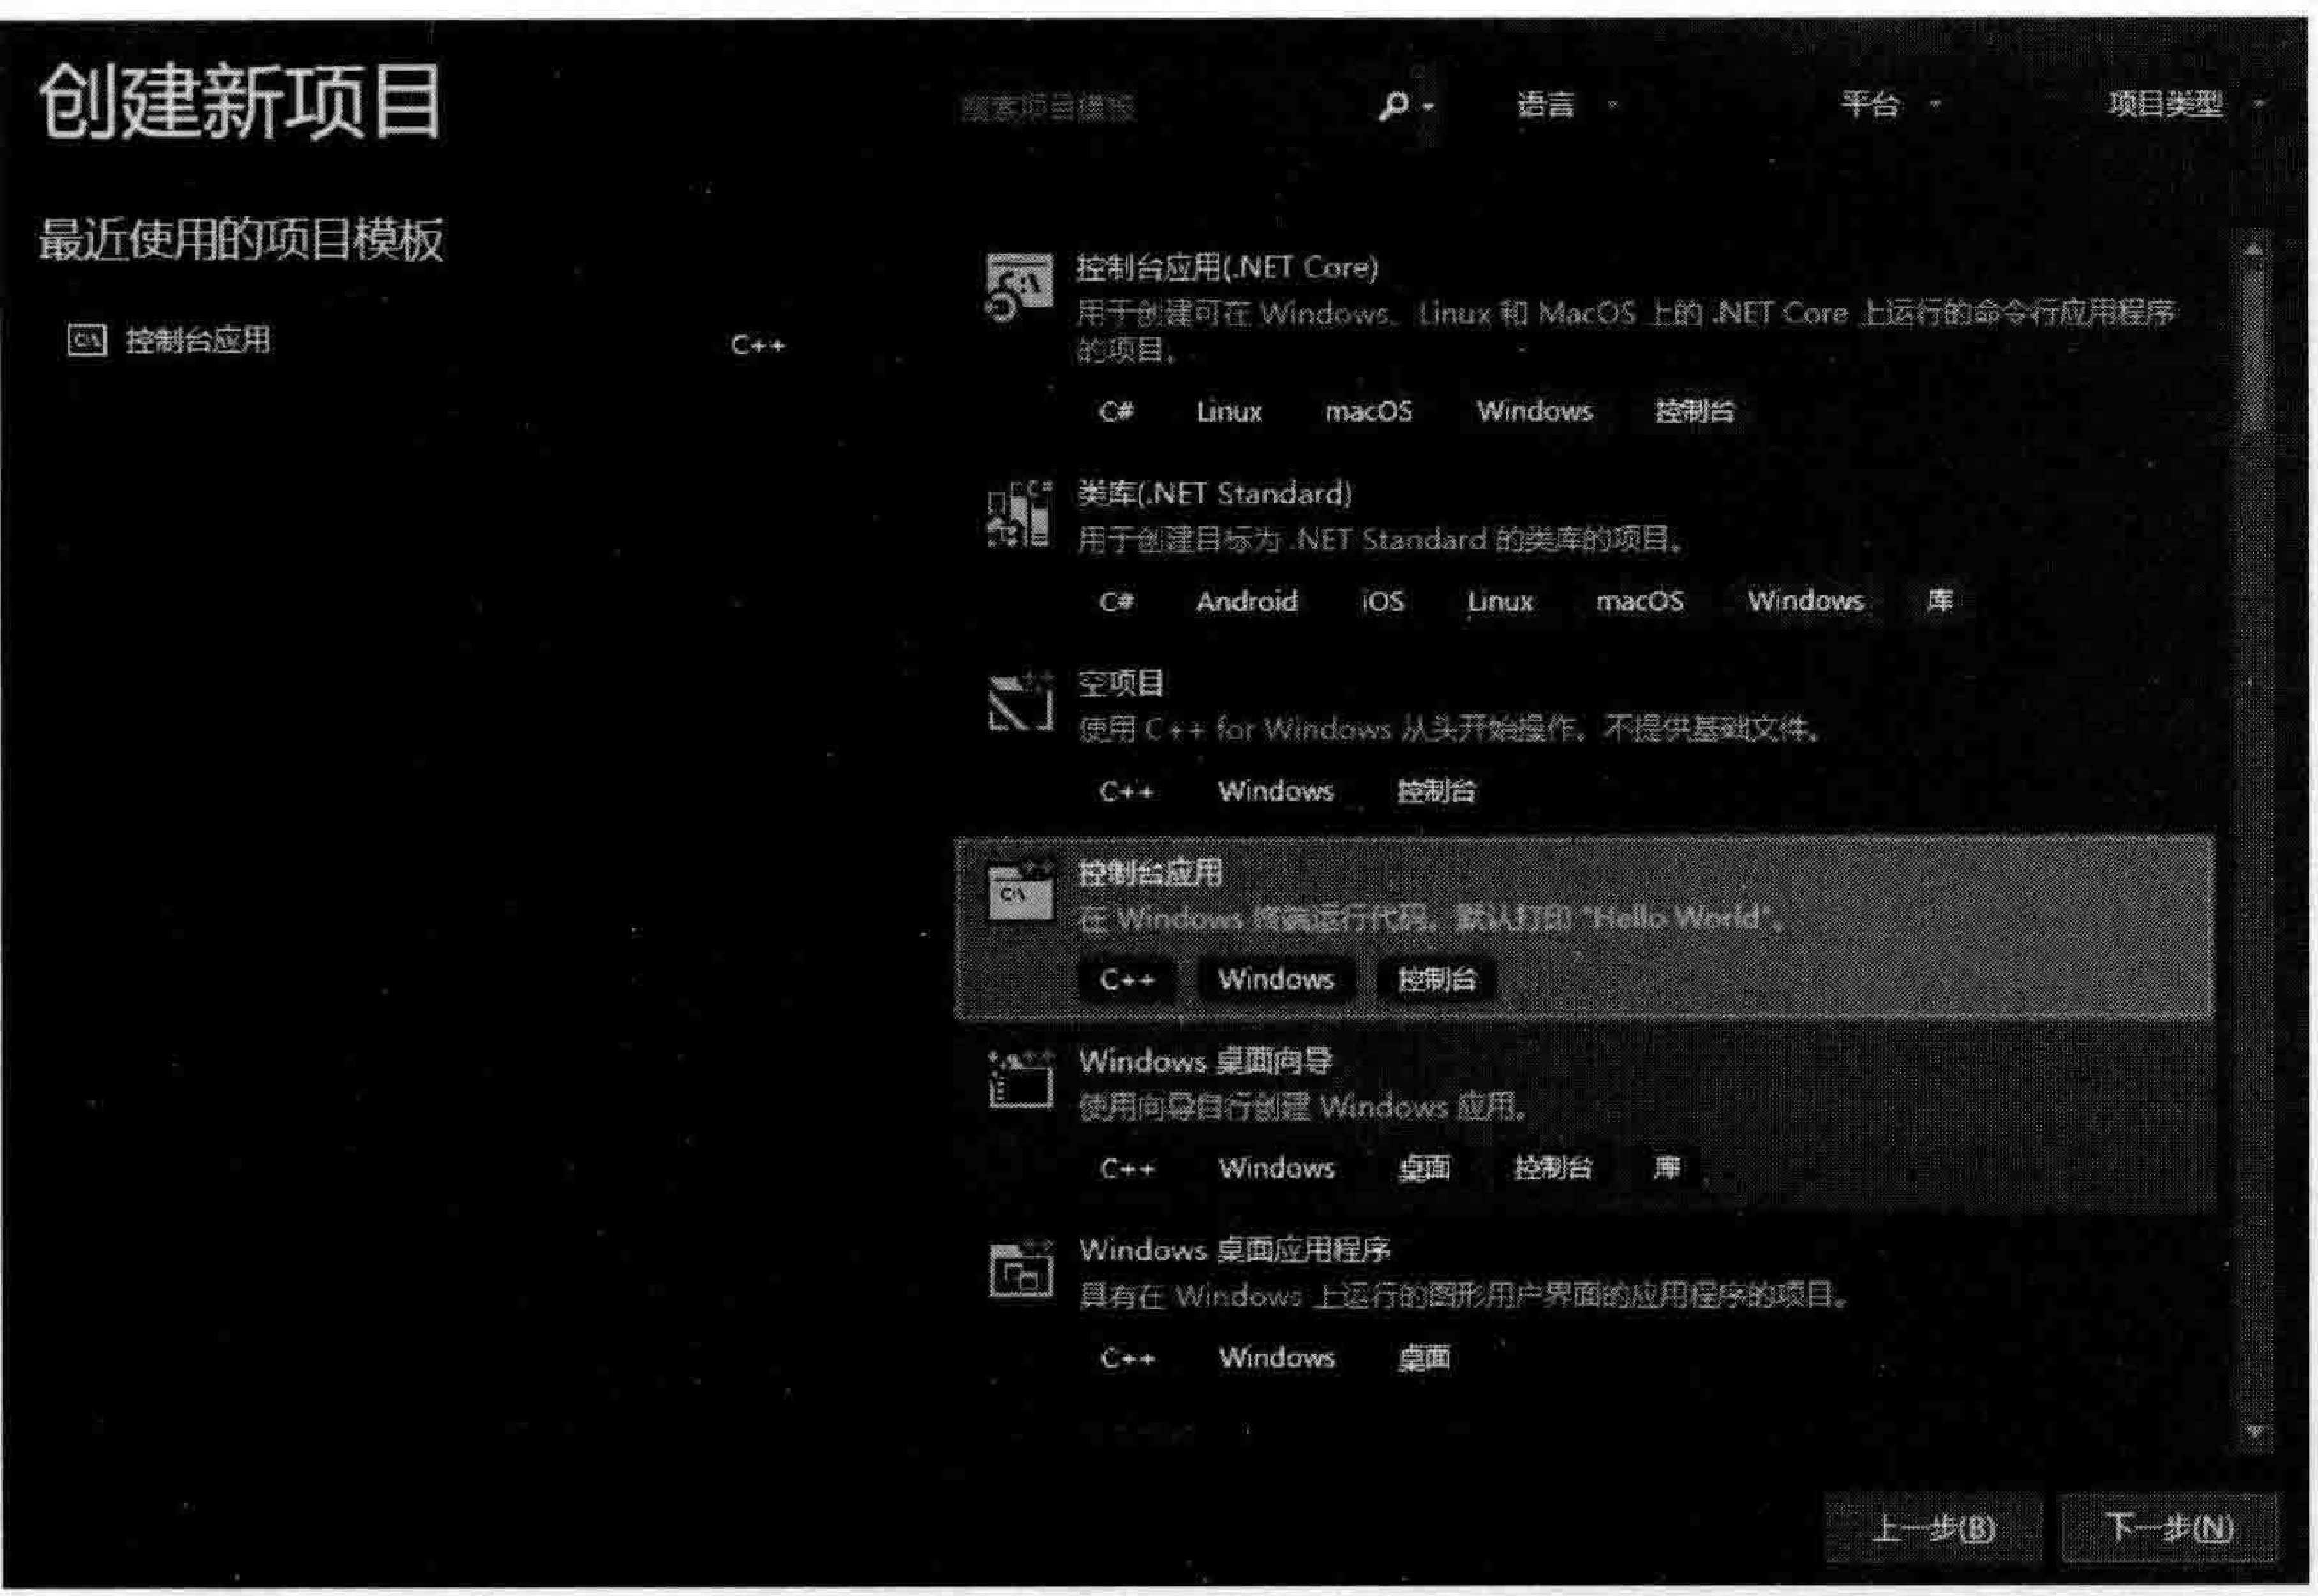 创建新项目
搜索项目模板
语言
平台
项目类型
最近使用的项目模板
控制台应用
C++
控制台应用(.NET Core)
用于创建可在 Windows、Linux 和 MacOS 上的 .NET Core 上运行的命令行应用程序
的项目。
C# Linux macOS Windows 控制台
类库(.NET Standard)
用于创建目标为 .NET Standard 的类库的项目。
C# Android iOS Linux macOS Windows 库
空项目
使用 C++ for Windows 从头开始操作。不提供基础文件。
C++ Windows 控制台
控制台应用
在 Windows 终端运行代码。默认打印 "Hello World"。
C++ Windows 控制台
Windows 桌面向导
使用向导自行创建 Windows 应用。
C++ Windows 桌面 控制台 库
Windows 桌面应用程序
具有在 Windows 上运行的图形用户界面的应用程序的项目。
C++ Windows 桌面
上一步(B)
下一步(N)